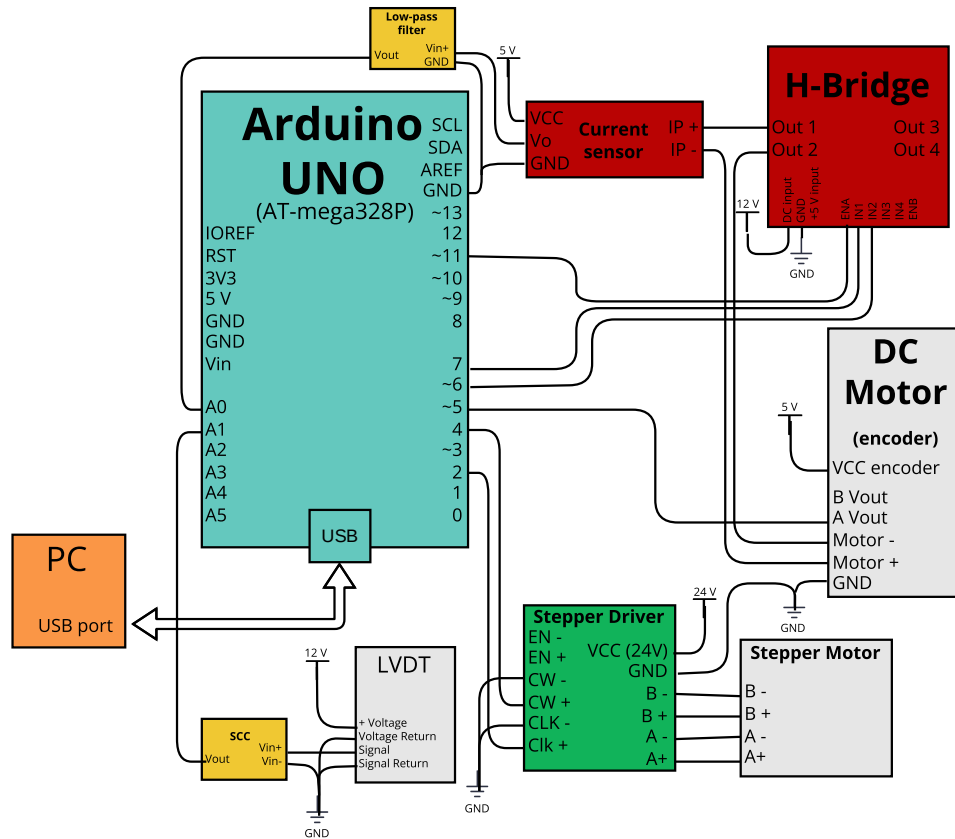 Low-pass
filter
Vout
Vin+
GND
5 V
Arduino
UNO
(AT-mega328P)
SCL
SDA
AREF
GND
~13
12
~11
~10
~9
8
7
~6
~5
4
~3
2
1
0
IOREF
RST
3V3
5 V
GND
GND
Vin
A0
A1
A2
A3
A4
A5
USB
VCC
Vo
GND
Current
sensor
IP +
IP -
H-Bridge
Out 1
Out 2
Out 3
Out 4
DC input
GND
+5 V Input
ENA
IN1
IN2
IN3
IN4
ENB
12 V
GND
DC
Motor
(encoder)
VCC encoder
B Vout
A Vout
Motor -
Motor +
GND
5 V
GND
PC
USB port
12 V
LVDT
+ Voltage
Voltage Return
Signal
Signal Return
SCC
Vin+
Vin-
Vout
GND
Stepper Driver
EN -
EN +
CW -
CW +
CLK -
Clk +
VCC (24V)
GND
B -
B +
A -
A+
24 V
GND
Stepper Motor
B -
B +
A -
A+